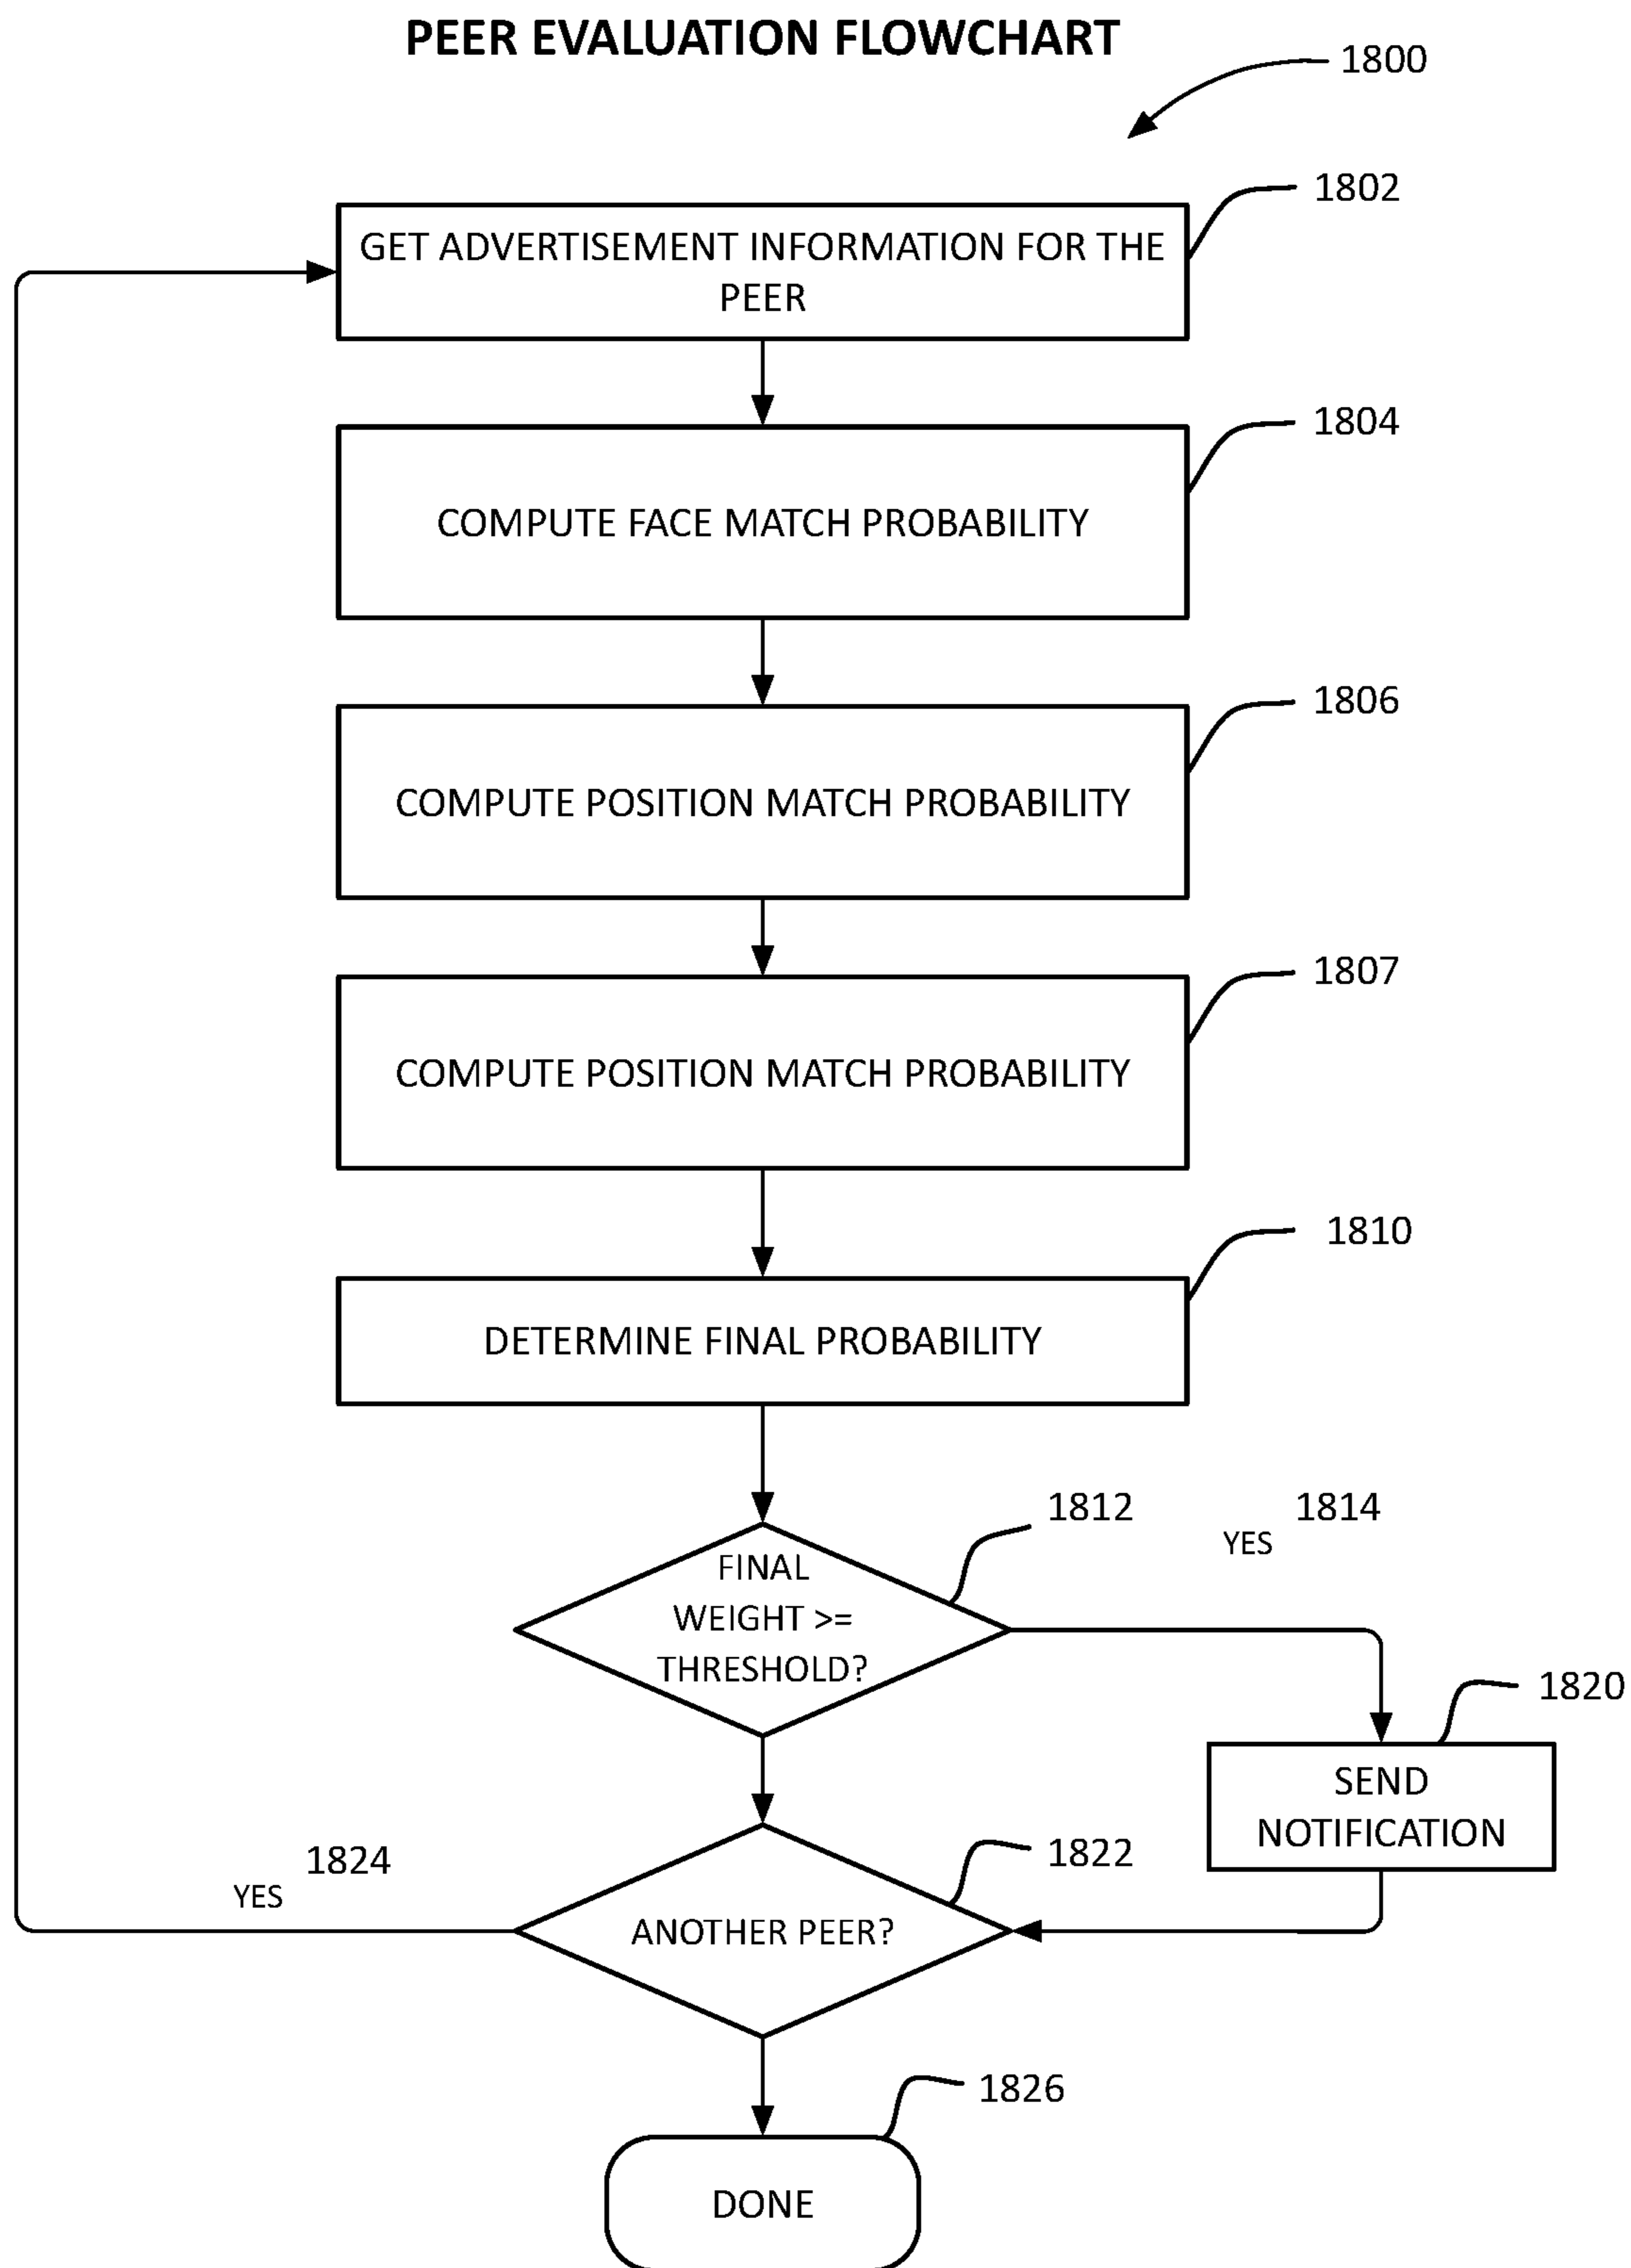 PEER EVALUATION FLOWCHART
1800
1802
GET ADVERTISEMENT INFORMATION FOR THE
PEER
1804
COMPUTE FACE MATCH PROBABILITY
1806
COMPUTE POSITION MATCH PROBABILITY
1807
COMPUTE POSITION MATCH PROBABILITY
1810
DETERMINE FINAL PROBABILITY
1812
1814
YES
FINAL
WEIGHT >=
THRESHOLD?
1820
SEND
NOTIFICATION
1822
1824
YES
ANOTHER PEER?
1826
DONE